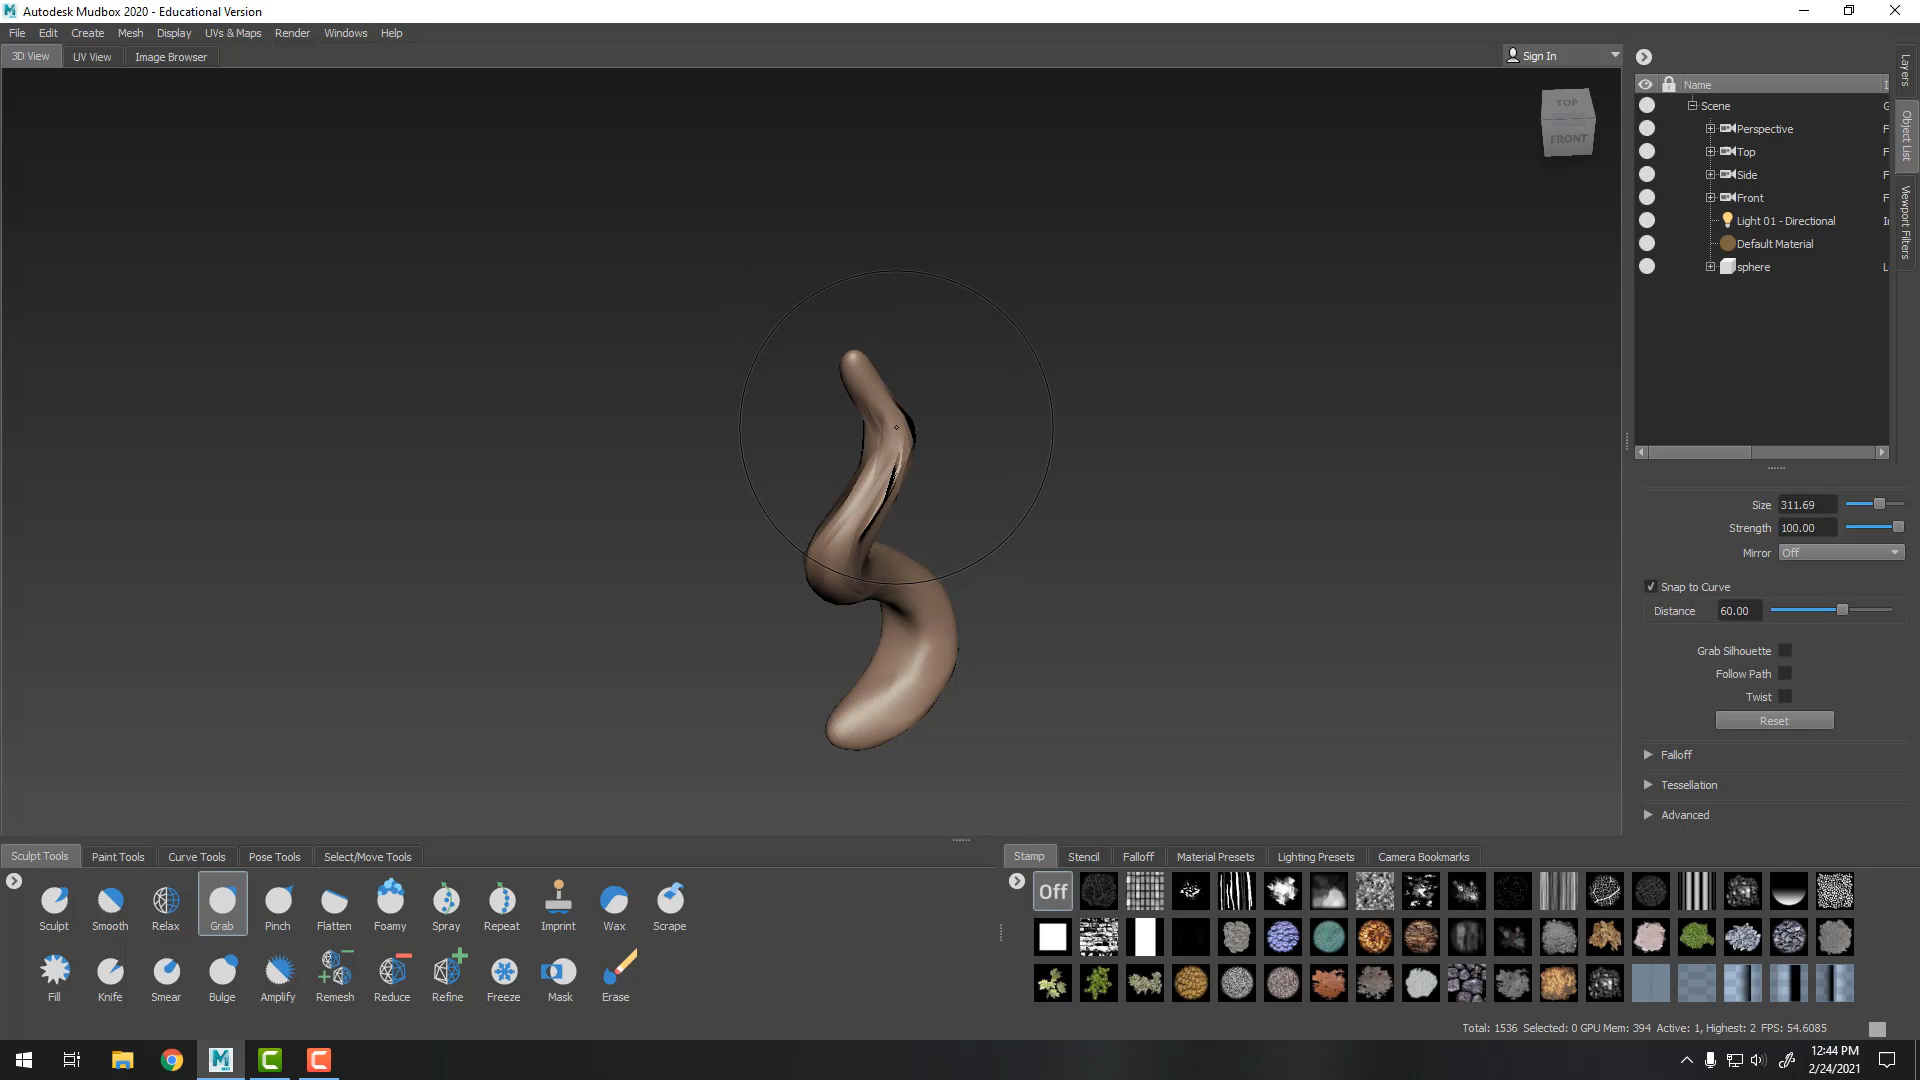 Autodesk Mudbox 2020 - Educational Version
File Edit Create Mesh Display UVs & Maps Render Windows Help
3D View UV View Image Browser
Sign In
TOP
FRONT
Name
Scene
Perspective
Top
Side
Front
Light 01 - Directional
Default Material
sphere
Layers
Object List
Viewport Filters
Size 311.69
Strength 100.00
Mirror Off
Snap to Curve
Distance 60.00
Grab Silhouette
Follow Path
Twist
Reset
Falloff
Tessellation
Advanced
Sculpt Tools Paint Tools Curve Tools Pose Tools Select/Move Tools
Sculpt Smooth Relax Grab Pinch Flatten Foamy Spray Repeat Imprint Wax Scrape
Fill Knife Smear Bulge Amplify Remesh Reduce Refine Freeze Mask Erase
Stamp Stencil Falloff Material Presets Lighting Presets Camera Bookmarks
Off
Total: 1536 Selected: 0 GPU Mem: 394 Active: 1, Highest: 2 FPS: 54.6085
12:44 PM
2/24/2021